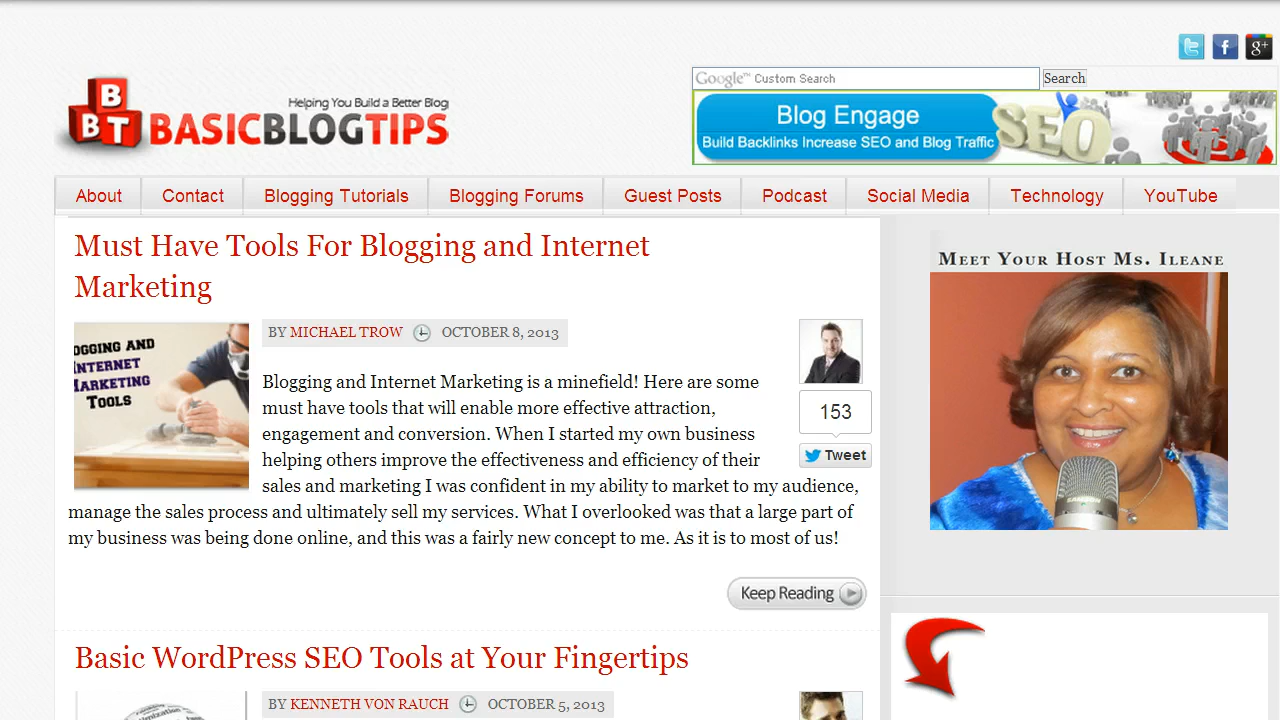 Google™ Custom Search
Search
BBT
Helping You Build a Better Blog
BASICBLOGTIPS
Blog Engage
Build Backlinks Increase SEO and Blog Traffic
SEO
About Contact Blogging Tutorials Blogging Forums Guest Posts Podcast Social Media Technology YouTube
Must Have Tools For Blogging and Internet
Marketing
OGGING AND
INTERNET
MARKETING
TOOLS
BY MICHAEL TROW OCTOBER 8, 2013
Blogging and Internet Marketing is a minefield! Here are some
must have tools that will enable more effective attraction,
engagement and conversion. When I started my own business
helping others improve the effectiveness and efficiency of their
sales and marketing I was confident in my ability to market to my audience,
manage the sales process and ultimately sell my services. What I overlooked was that a large part of
my business was being done online, and this was a fairly new concept to me. As it is to most of us!
153
Tweet
Keep Reading
Meet Your Host Ms. Ileane
Basic WordPress SEO Tools at Your Fingertips
BY KENNETH VON RAUCH OCTOBER 5, 2013